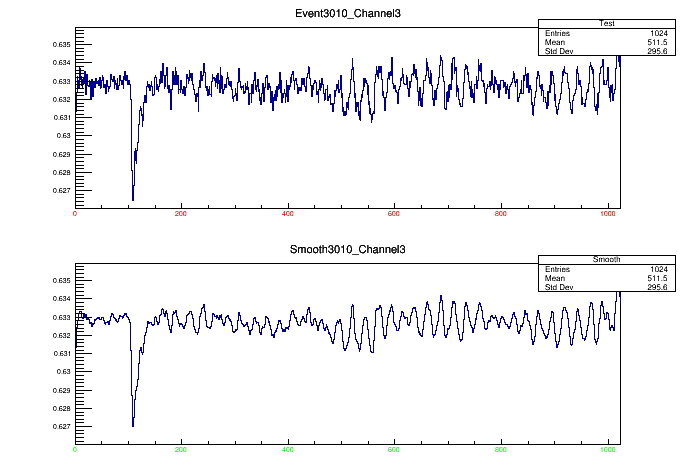 Event3010_Channel3
Test
Entries 1024
Mean 511.5
Std Dev 295.6
0.635
0.634
0.633
0.632
0.631
0.63
0.629
0.628
0.627
0 200 400 600 800 1000
Smooth3010_Channel3
Smooth
Entries 1024
Mean 511.5
Std Dev 295.6
0.635
0.634
0.633
0.632
0.631
0.63
0.629
0.628
0.627
0 200 400 600 800 1000